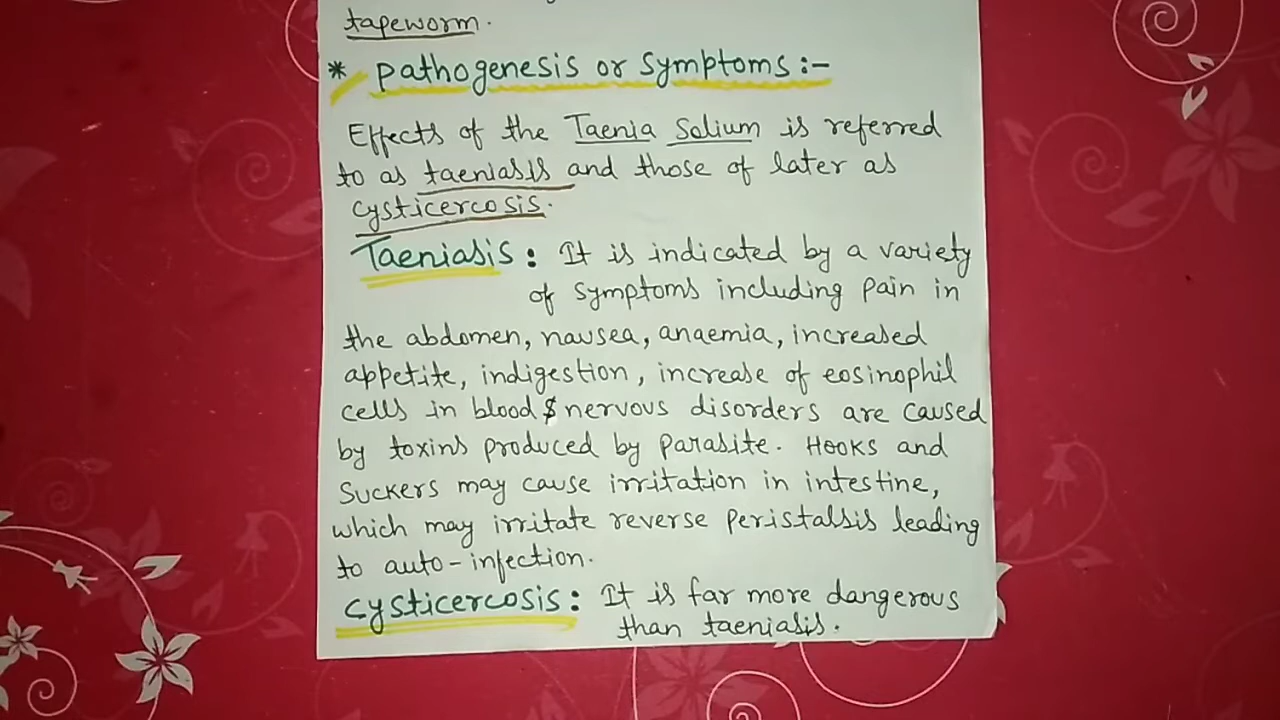 tapeworm.
* Pathogenesis or Symptoms :-
Effects of the Taenia Solium is referred
to as taeniasis and those of later as
cysticercosis.
Taeniasis : It is indicated by a variety
of symptoms including pain in
the abdomen, nausea, anaemia, increased
appetite, indigestion, increase of eosinophil
cells in blood $ nervous disorders are caused
by toxins produced by parasite. Hooks and
Suckers may cause irritation in intestine,
which may irritate reverse peristalsis leading
to auto-infection.
Cysticercosis : It is far more dangerous
than taeniasis.